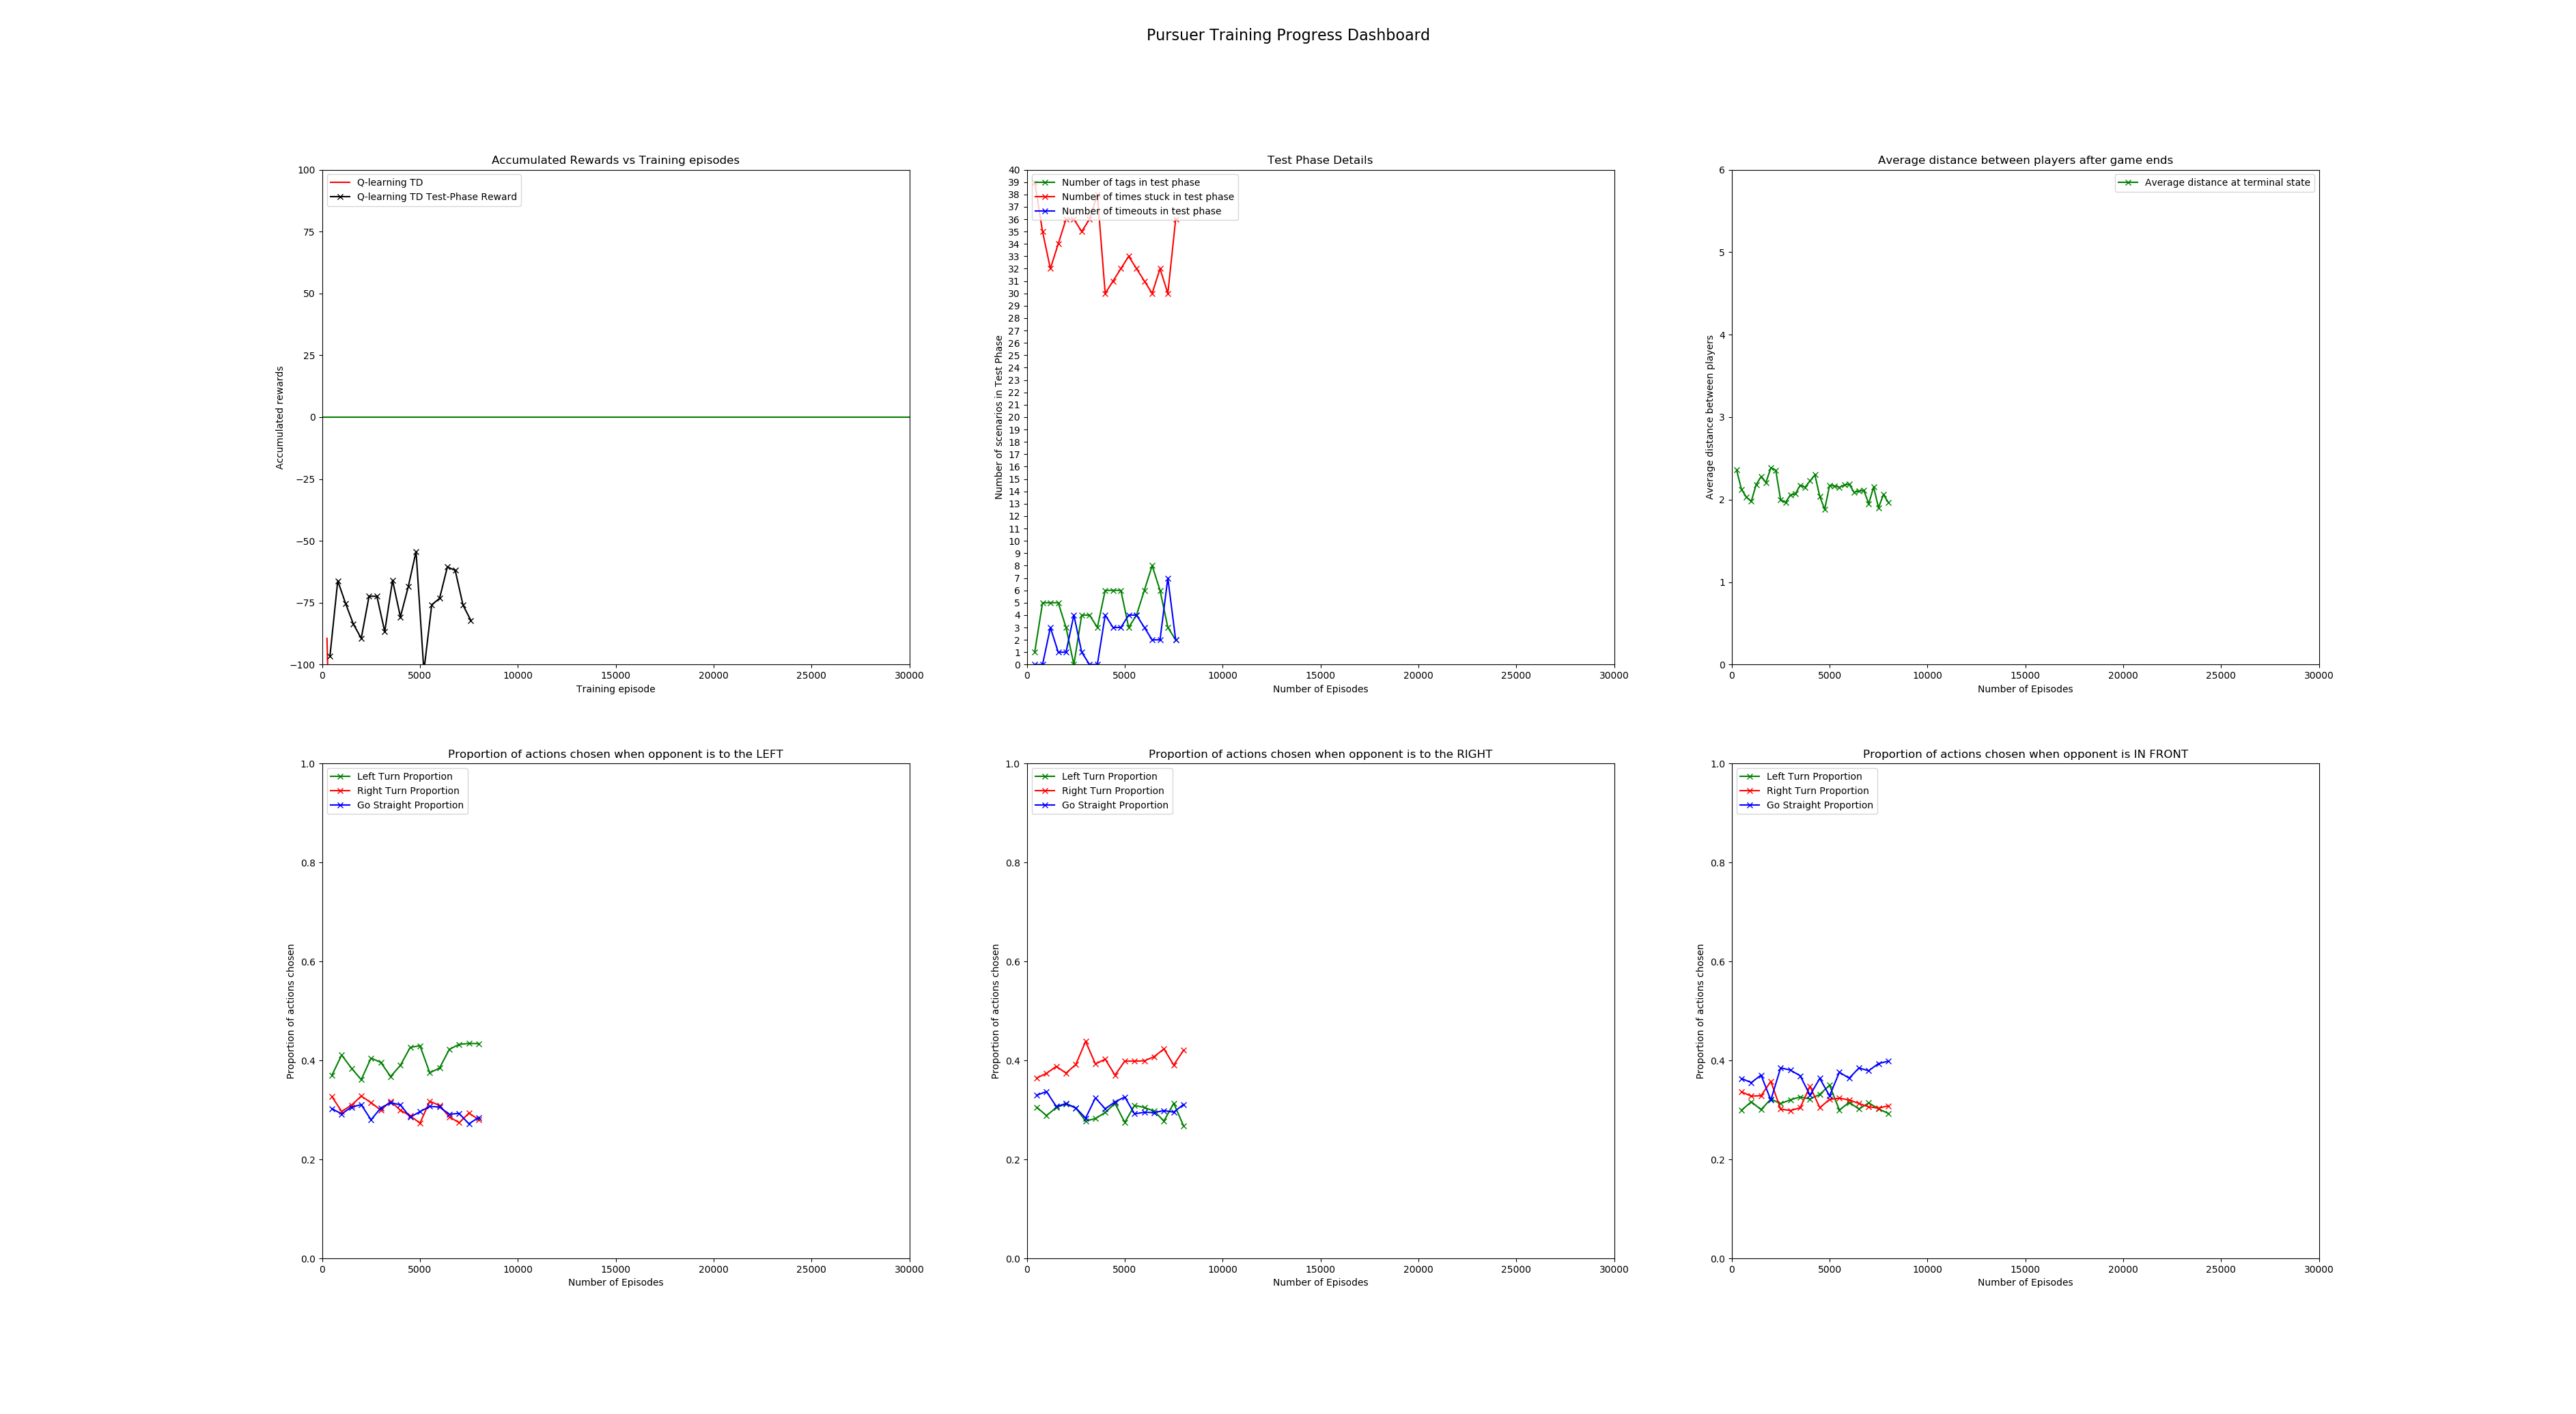 Pursuer Training Progress Dashboard
Accumulated Rewards vs Training episodes
Q-learning TD
Q-learning TD Test-Phase Reward
100
75
50
25
0
−25
−50
−75
−100
Accumulated rewards
0 5000 10000 15000 20000 25000 30000
Training episode
Test Phase Details
Number of tags in test phase
Number of times stuck in test phase
Number of timeouts in test phase
40
39
38
37
36
35
34
33
32
31
30
29
28
27
26
25
24
23
22
21
20
19
18
17
16
15
14
13
12
11
10
9
8
7
6
5
4
3
2
1
0
Number of scenarios in Test Phase
0 5000 10000 15000 20000 25000 30000
Number of Episodes
Average distance between players after game ends
Average distance at terminal state
6
5
4
3
2
1
0
Average distance between players
0 5000 10000 15000 20000 25000 30000
Number of Episodes
Proportion of actions chosen when opponent is to the LEFT
Left Turn Proportion
Right Turn Proportion
Go Straight Proportion
1.0
0.8
0.6
0.4
0.2
0.0
Proportion of actions chosen
0 5000 10000 15000 20000 25000 30000
Number of Episodes
Proportion of actions chosen when opponent is to the RIGHT
Left Turn Proportion
Right Turn Proportion
Go Straight Proportion
1.0
0.8
0.6
0.4
0.2
0.0
Proportion of actions chosen
0 5000 10000 15000 20000 25000 30000
Number of Episodes
Proportion of actions chosen when opponent is IN FRONT
Left Turn Proportion
Right Turn Proportion
Go Straight Proportion
1.0
0.8
0.6
0.4
0.2
0.0
Proportion of actions chosen
0 5000 10000 15000 20000 25000 30000
Number of Episodes